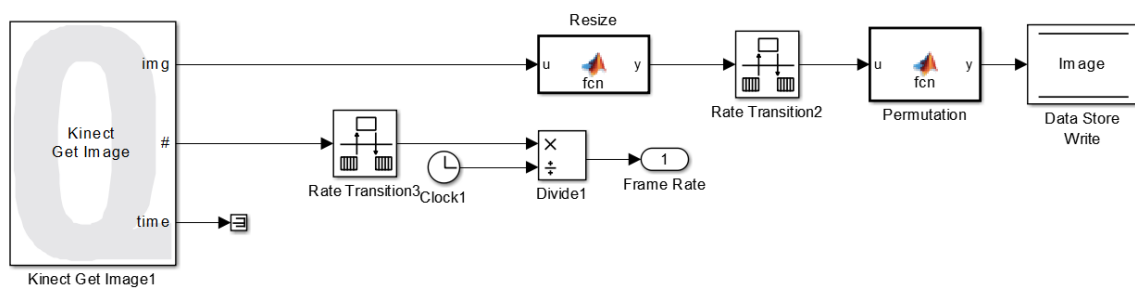 Resize
img
u
y
fcn
Rate Transition2
u
y
fcn
Permutation
Image
Data Store
Write
Kinect
Get Image
#
Rate Transition3
Clock1
×
÷
Divide1
1
Frame Rate
time
Kinect Get Image1